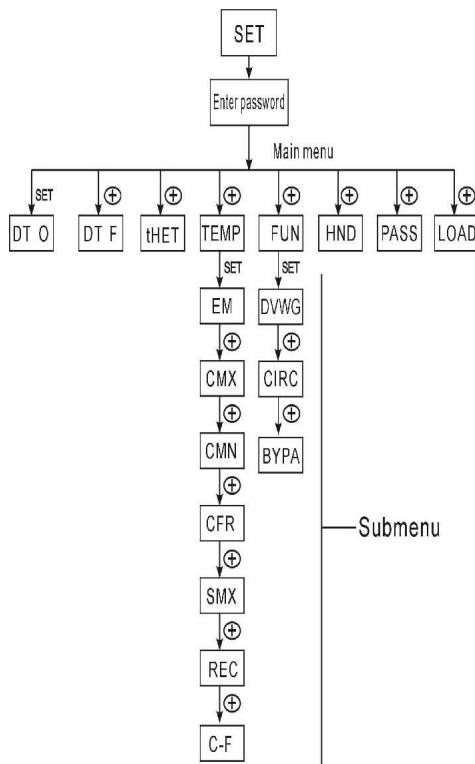 SET
Enter password
Main menu
SET ⊕ ⊕ ⊕ ⊕ ⊕ ⊕ ⊕
DT O DT F tHET TEMP FUN HND PASS LOAD
SET SET
EM DVWG
⊕ ⊕
CMX CIRC
⊕ ⊕
CMN BYPA
⊕
CFR
Submenu
⊕
SMX
⊕
REC
⊕
C-F